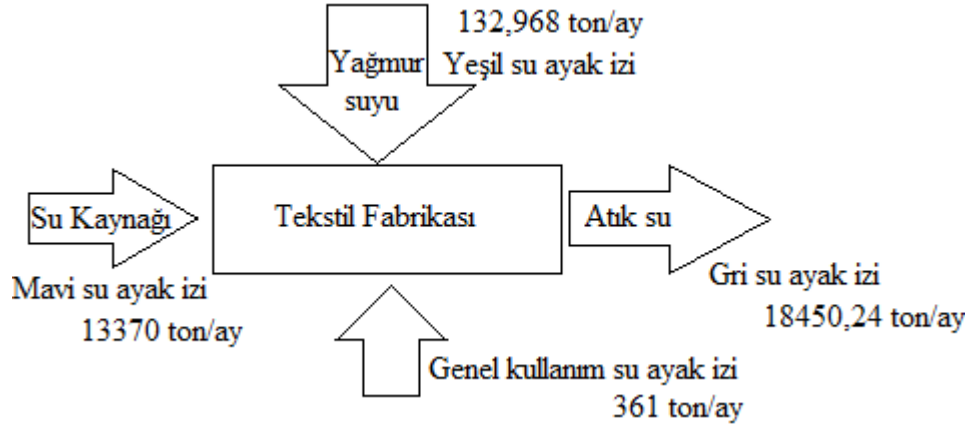 132,968 ton/ay
Yağmur
suyu
Yeşil su ayak izi
Su Kaynağı
Tekstil Fabrikası
Atık su
Mavi su ayak izi
13370 ton/ay
Gri su ayak izi
18450,24 ton/ay
Genel kullanım su ayak izi
361 ton/ay